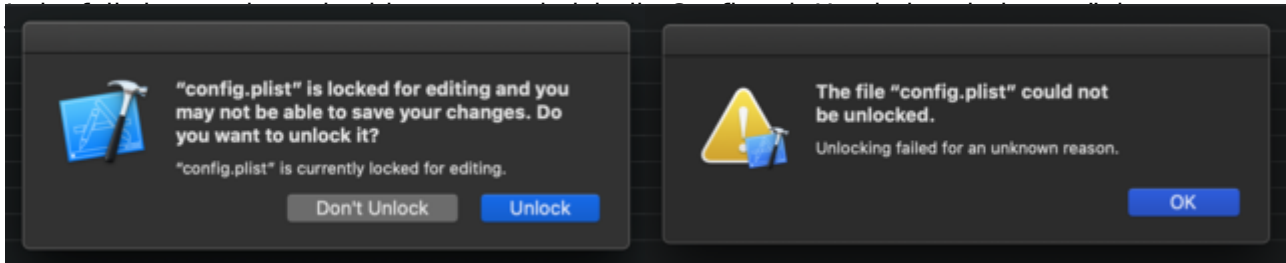 "config.plist" is locked for editing and you
may not be able to save your changes. Do
you want to unlock it?
"config.plist" is currently locked for editing.
Don't Unlock
Unlock
The file "config.plist" could not
be unlocked.
Unlocking failed for an unknown reason.
OK